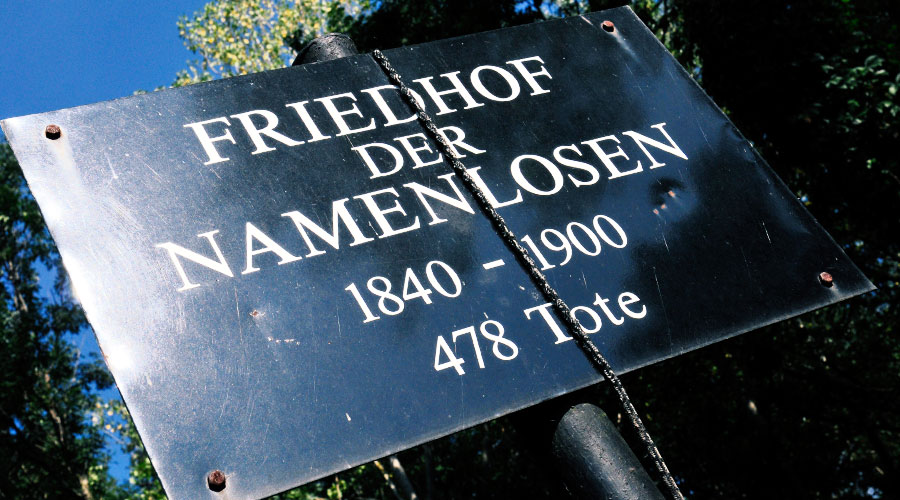 FRIEDHOF
DER
NAMENLOSEN
1840 - 1900
478 Tote